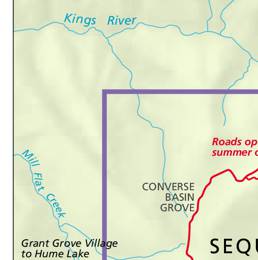 Kings River
Roads op
summer o
Mill Flat Creek
CONVERSE
BASIN
GROVE
Grant Grove Village
to Hume Lake
SEQU